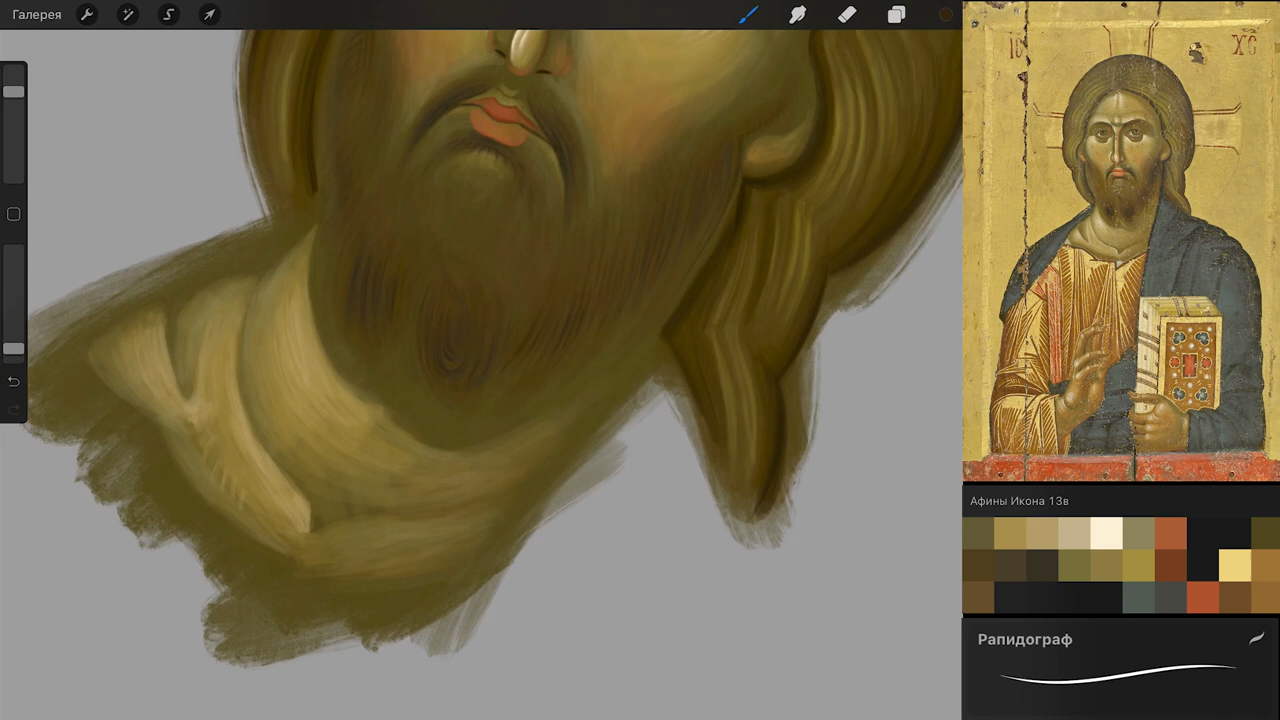 Галерея
IC
XC
Афины Икона 13в
Рапидограф